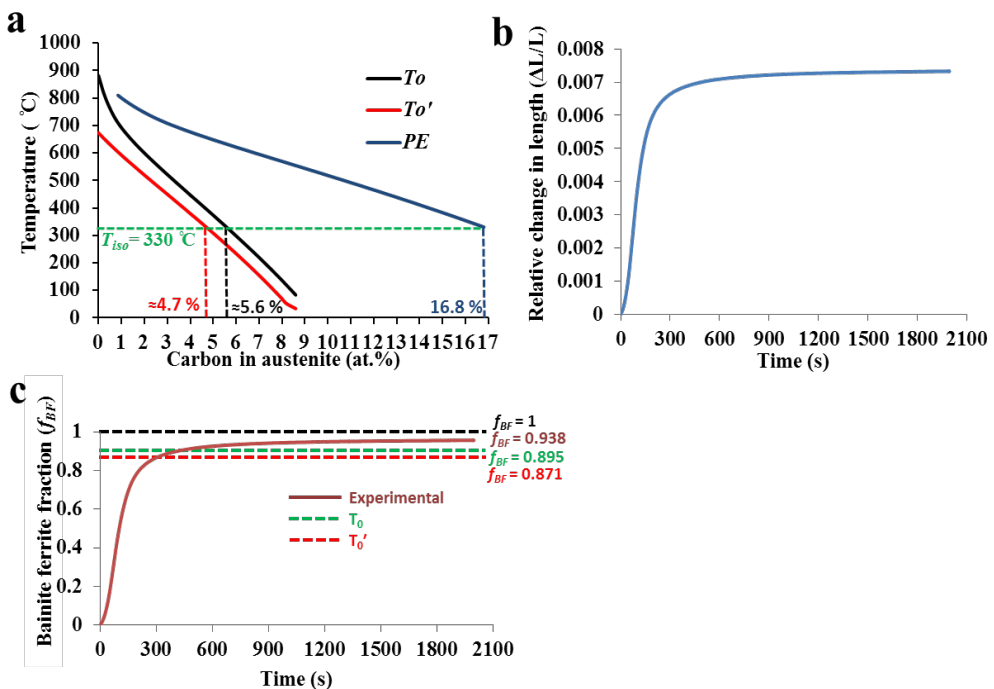 a
1000
900
800
700
600
500
400
300
200
100
0
Temperature ( ℃)
To
To'
PE
Tiso= 330 ℃
≈4.7 %
≈5.6 %
16.8 %
0 1 2 3 4 5 6 7 8 9 10 11 12 13 14 15 16 17
Carbon in austenite (at.%)
b
0.008
0.007
0.006
0.005
0.004
0.003
0.002
0.001
0
Relative change in length (ΔL/L)
0 300 600 900 1200 1500 1800 2100
Time (s)
c
1
0.8
0.6
0.4
0.2
0
Bainite ferrite fraction (fBF)
fBF = 1
fBF = 0.938
fBF = 0.895
fBF = 0.871
Experimental
T0
T0'
0 300 600 900 1200 1500 1800 2100
Time (s)